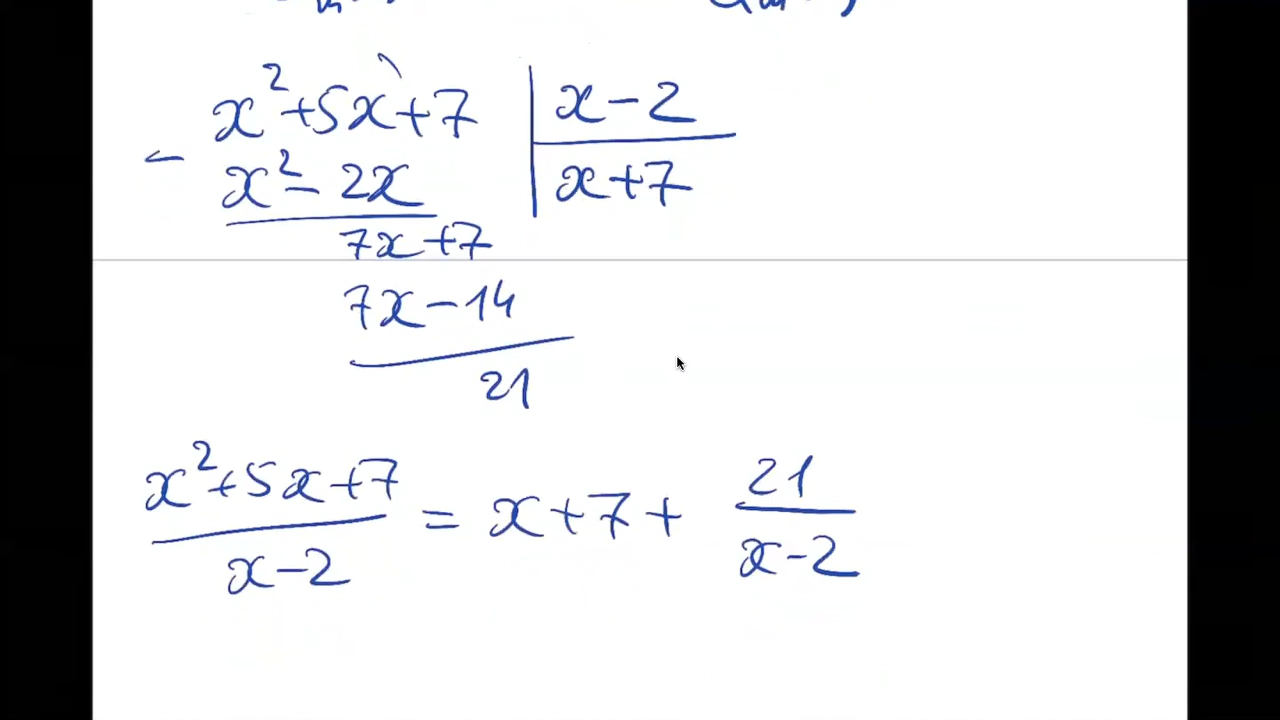 x²+5x+7 | x-2
- x²-2x | x+7
7x+7
7x-14
21
(x²+5x+7)/(x-2) = x+7+ 21/(x-2)